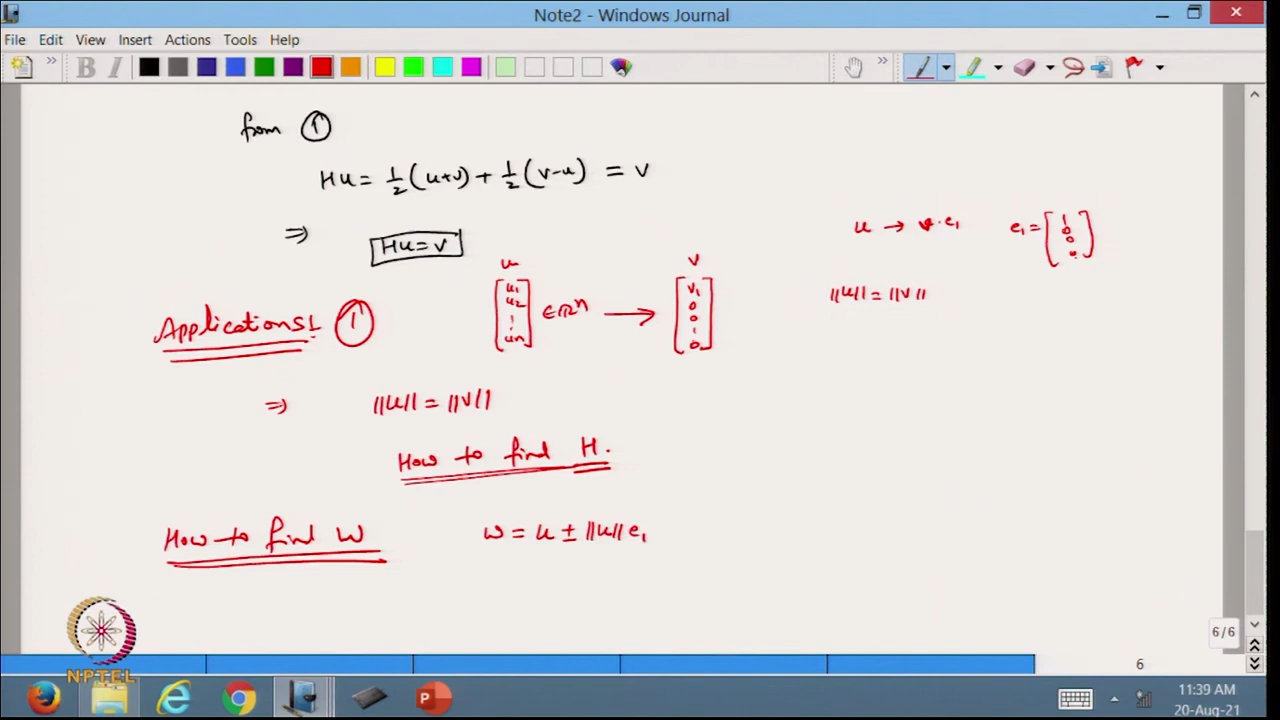 Note2 - Windows Journal
File Edit View Insert Actions Tools Help
from ①
Hu = 1/2 (u+v) + 1/2 (v-u) = v
⇒ Hu = v
u → v·e1 e1 = [1 0 0 0]
||u|| = ||v||
Applications: ①
u [u1 u2 ⋮ un] ∈ ℝ^n → v [v1 0 0 ⋮ 0]
⇒ ||u|| = ||v||
How to find H.
How to find W w = u ± ||u|| e1
6/6
NPTEL
6
11:39 AM
20-Aug-21